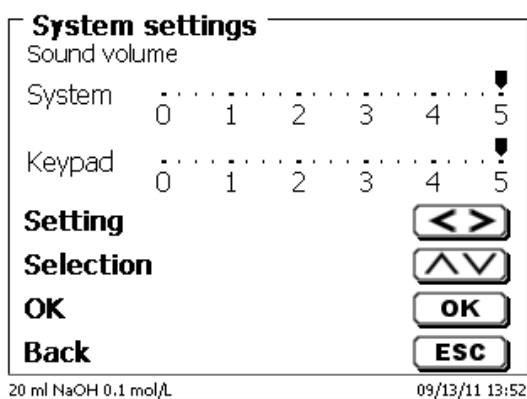 System settings
Sound volume
System
0 1 2 3 4 5
Keypad
0 1 2 3 4 5
Setting < >
Selection ∧∨
OK OK
Back ESC
20 ml NaOH 0.1 mol/L 09/13/11 13:52